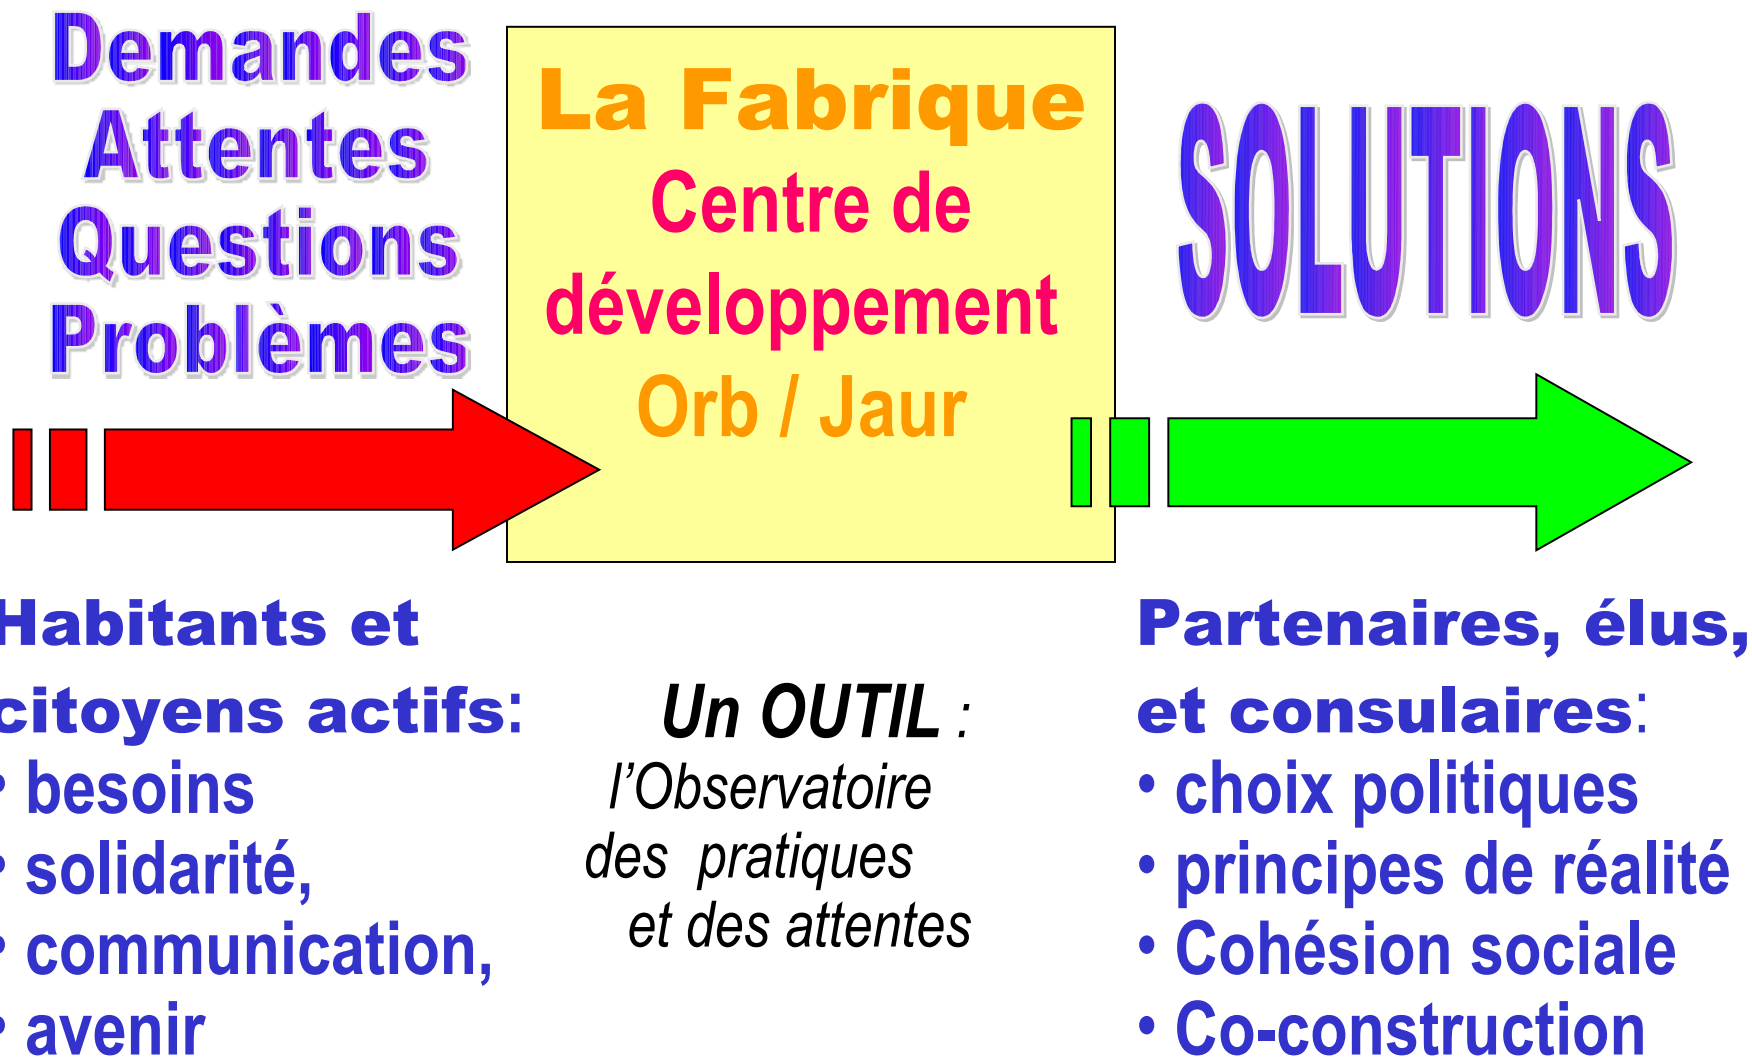 Demandes
Attentes
Questions
Problèmes
La Fabrique
Centre de
développement
Orb / Jaur
SOLUTIONS
Habitants et
citoyens actifs:
• besoins
• solidarité,
• communication,
• avenir
Un OUTIL :
l’Observatoire
des pratiques
et des attentes
Partenaires, élus,
et consulaires:
• choix politiques
• principes de réalité
• Cohésion sociale
• Co-construction